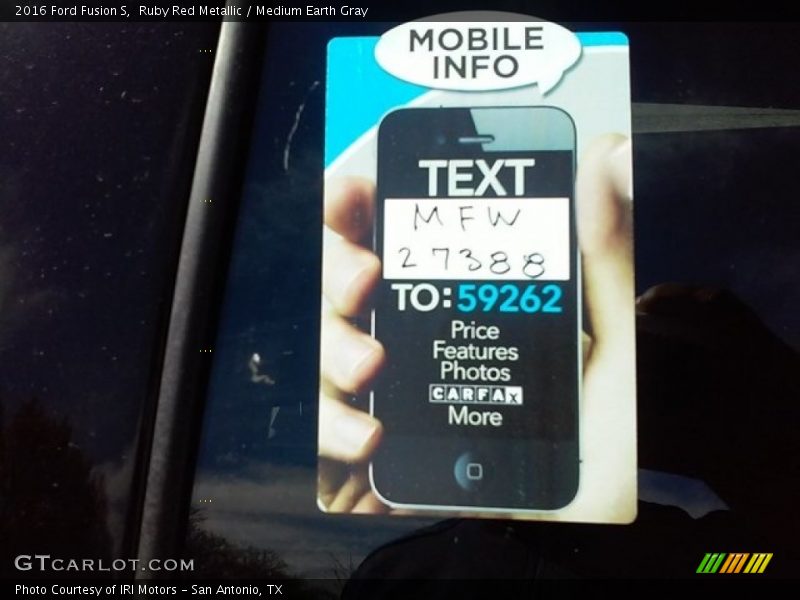 2016 Ford Fusion S,  Ruby Red Metallic / Medium Earth Gray
MOBILE
INFO
TEXT
MFW
27388
TO: 59262
Price
Features
Photos
CARFAX
More
GTCARLOT.COM
Photo Courtesy of IRI Motors - San Antonio, TX